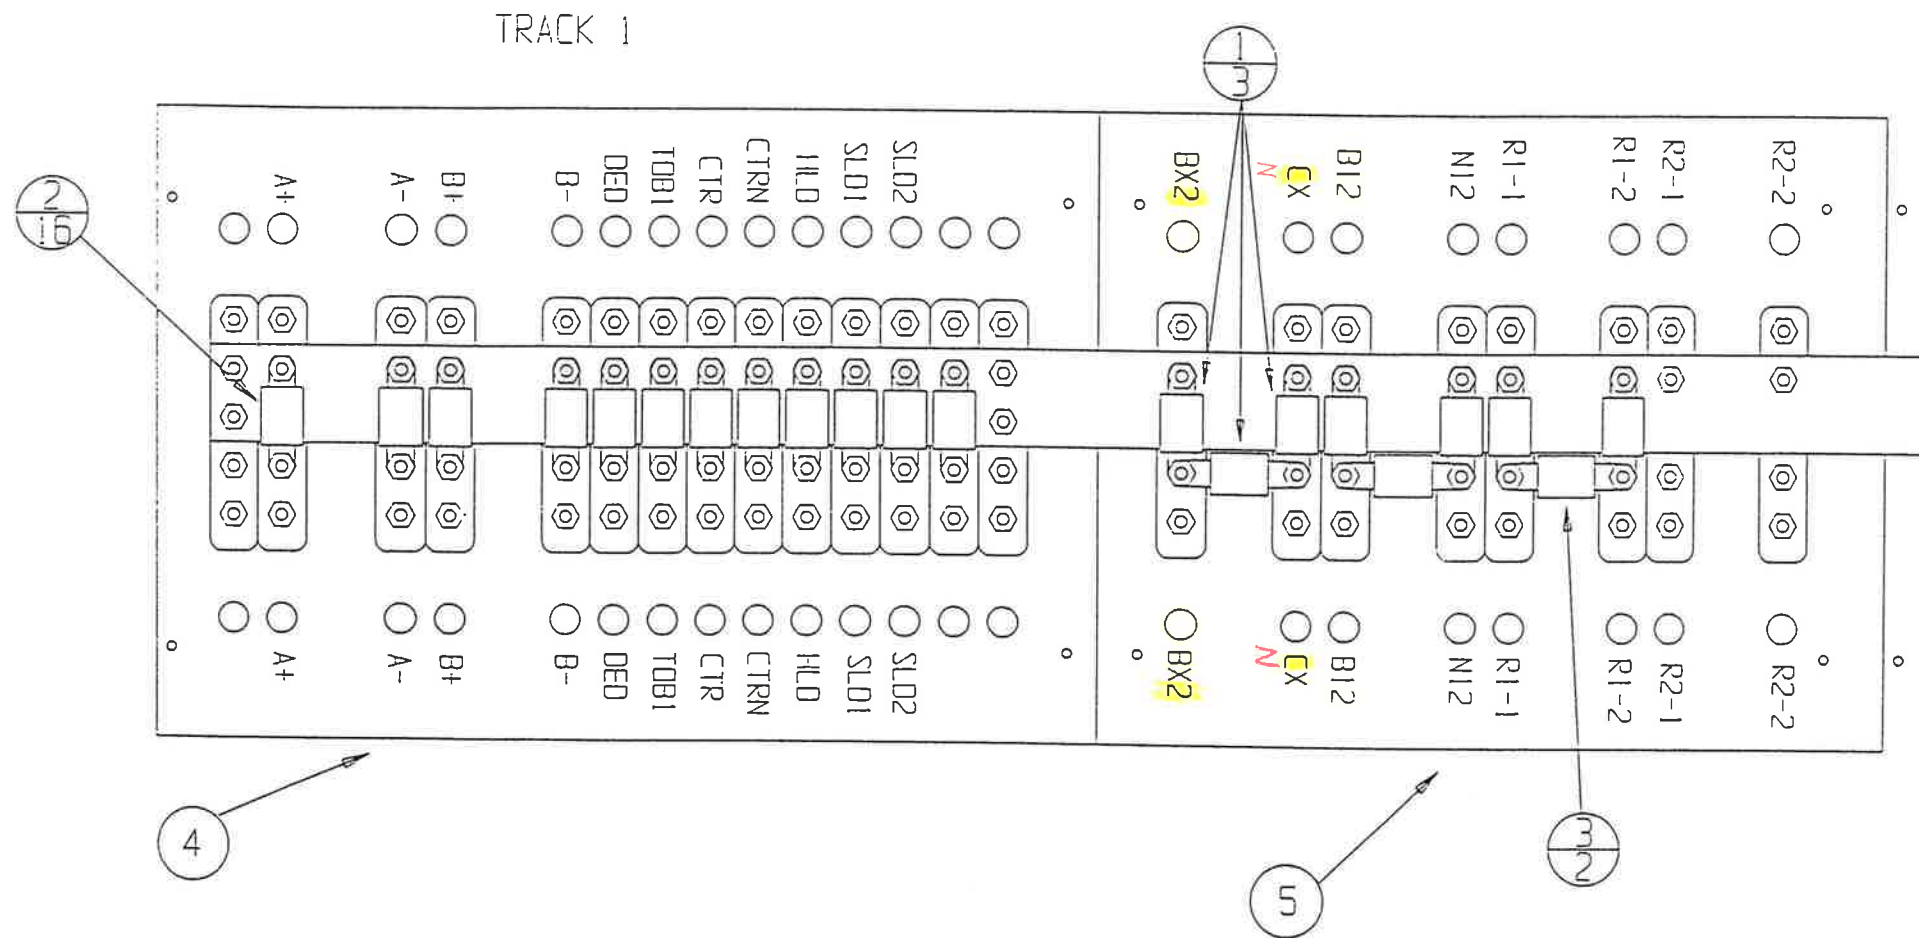 TRACK 1
1
3
2
16
A+
A-
B+
B-
DED
TOB1
CTR
CTRN
HLD
SLD1
SLD2
BX2
N
CX
B12
N12
R1-1
R1-2
R2-1
R2-2
A+
A-
B+
B-
DED
TOB1
CTR
CTRN
HLD
SLD1
SLD2
BX2
N
CX
B12
N12
R1-1
R1-2
R2-1
R2-2
4
5
3
2